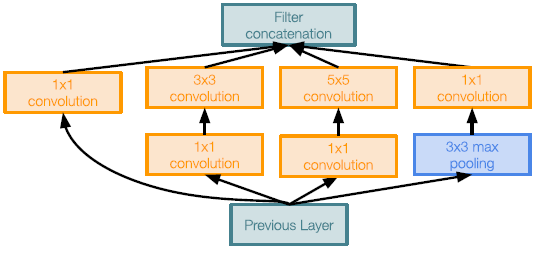 Filter
concatenation
1x1
convolution
3x3
convolution
5x5
convolution
1x1
convolution
1x1
convolution
1x1
convolution
3x3 max
pooling
Previous Layer